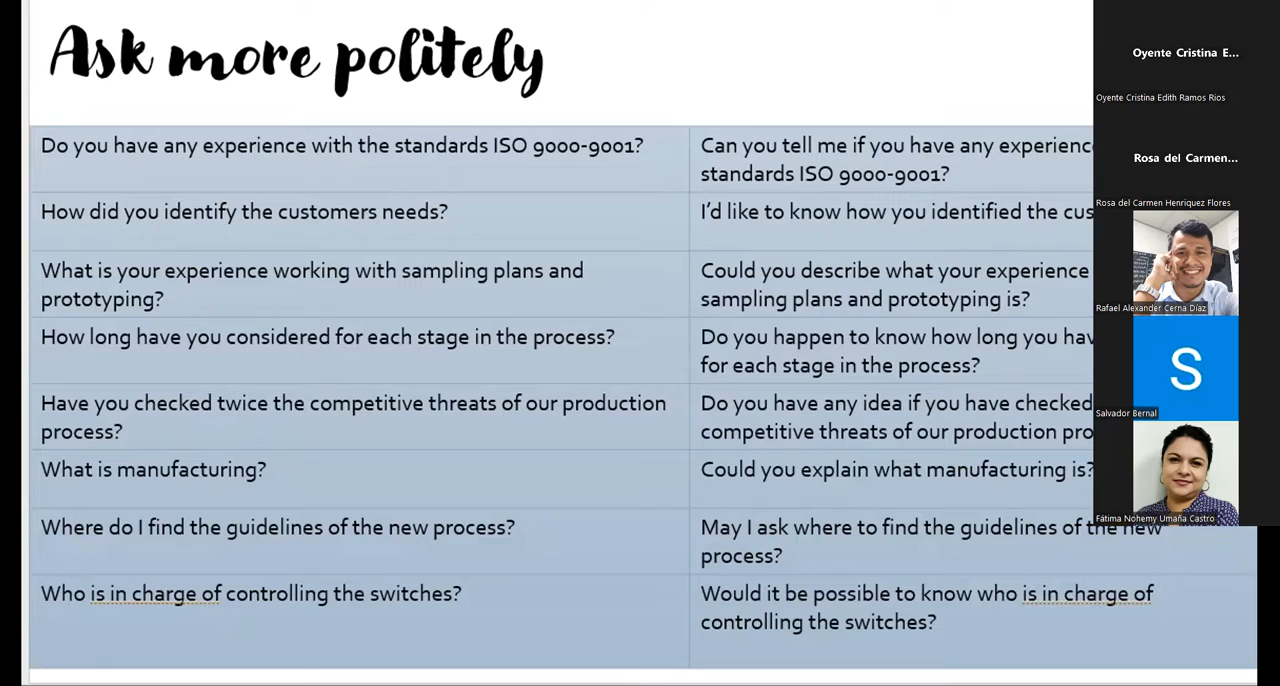 Ask more politely
Do you have any experience with the standards ISO 9000-9001?
Can you tell me if you have any experienc
standards ISO 9000-9001?
How did you identify the customers needs?
I'd like to know how you identified the cus
What is your experience working with sampling plans and
prototyping?
Could you describe what your experience
sampling plans and prototyping is?
How long have you considered for each stage in the process?
Do you happen to know how long you hav
for each stage in the process?
Have you checked twice the competitive threats of our production
process?
Do you have any idea if you have checked
competitive threats of our production pro
What is manufacturing?
Could you explain what manufacturing is?
Where do I find the guidelines of the new process?
May I ask where to find the guidelines of the new
process?
Who is in charge of controlling the switches?
Would it be possible to know who is in charge of
controlling the switches?
Oyente Cristina E...
Oyente Cristina Edith Ramos Rios
Rosa del Carmen...
Rosa del Carmen Henriquez Flores
Rafael Alexander Cerna Díaz
S
Salvador Bernal
Fátima Nohemy Umaña Castro